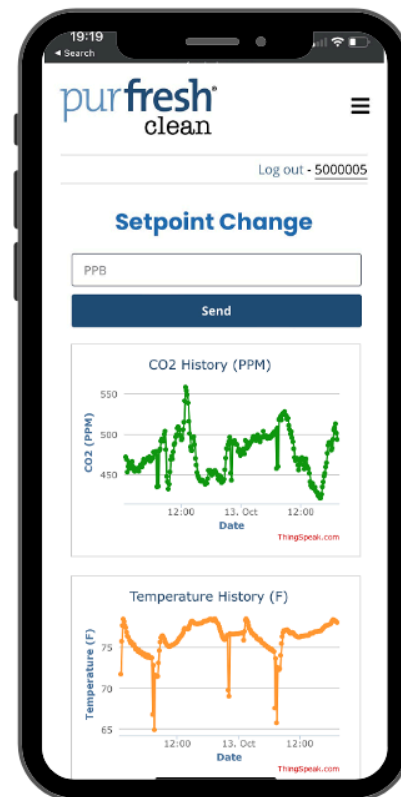 19:19
◂ Search
purfresh®
clean
Log out - 5000005
Setpoint Change
PPB
Send
CO2 History (PPM)
550
500
450
CO2 (PPM)
12:00 13. Oct 12:00
Date
ThingSpeak.com
Temperature History (F)
75
70
65
Temperature (F)
12:00 13. Oct 12:00
Date
ThingSpeak.com